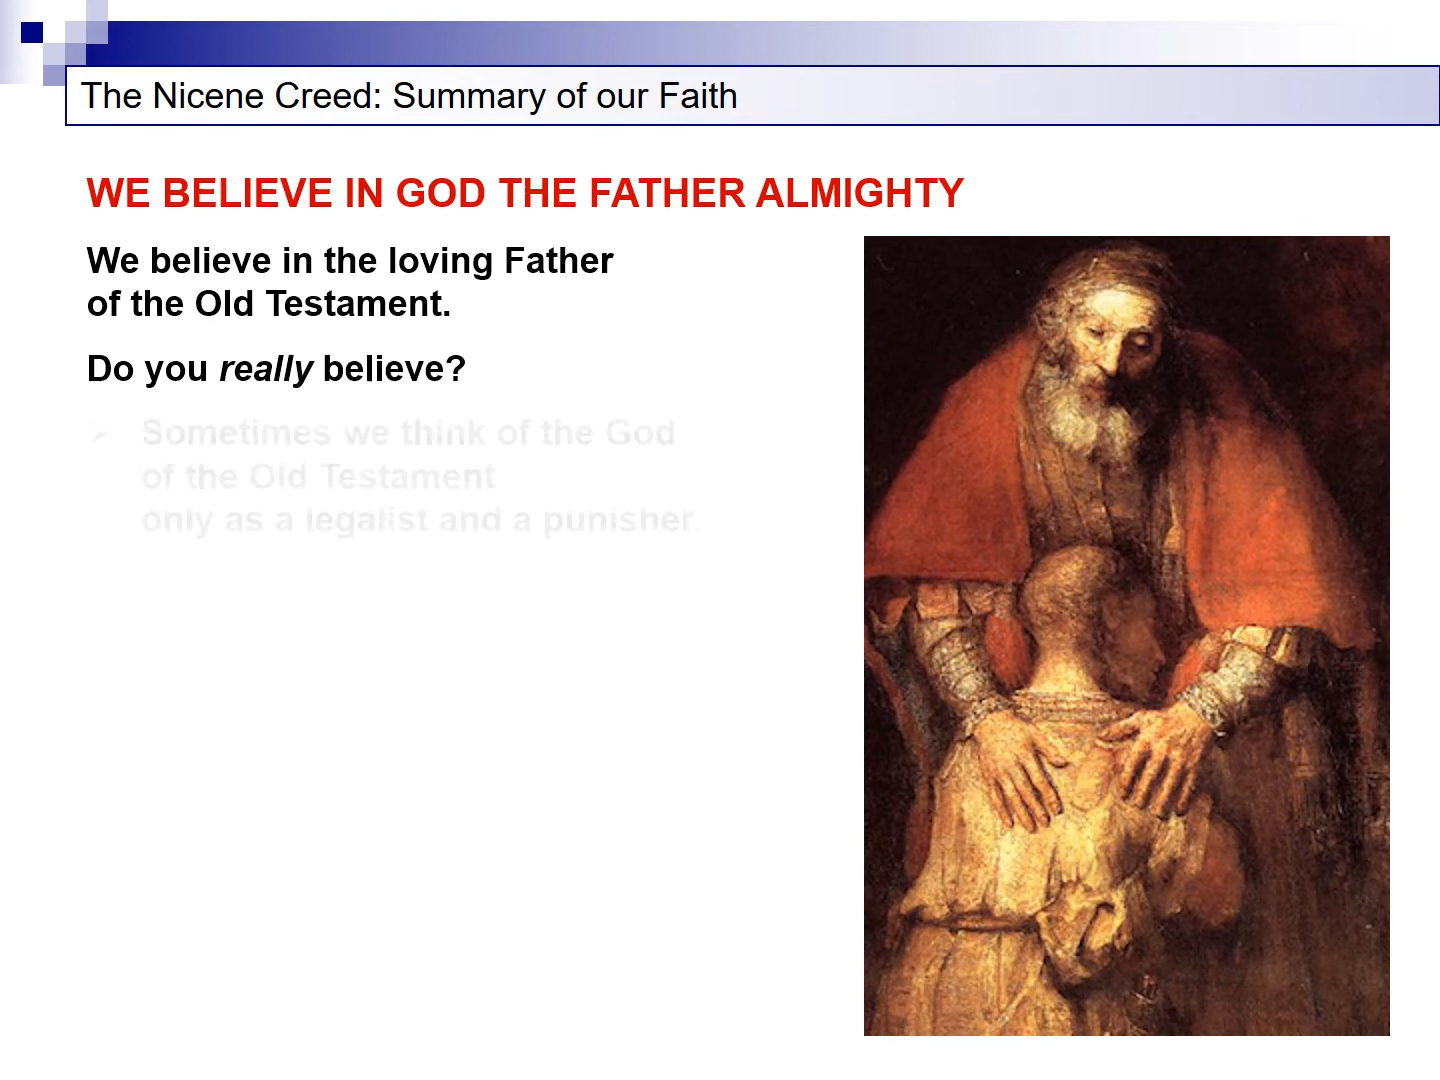 The Nicene Creed: Summary of our Faith
WE BELIEVE IN GOD THE FATHER ALMIGHTY
We believe in the loving Father
of the Old Testament.
Do you really believe?
Sometimes we think of the God
of the Old Testament
only as a legalist and a punisher.